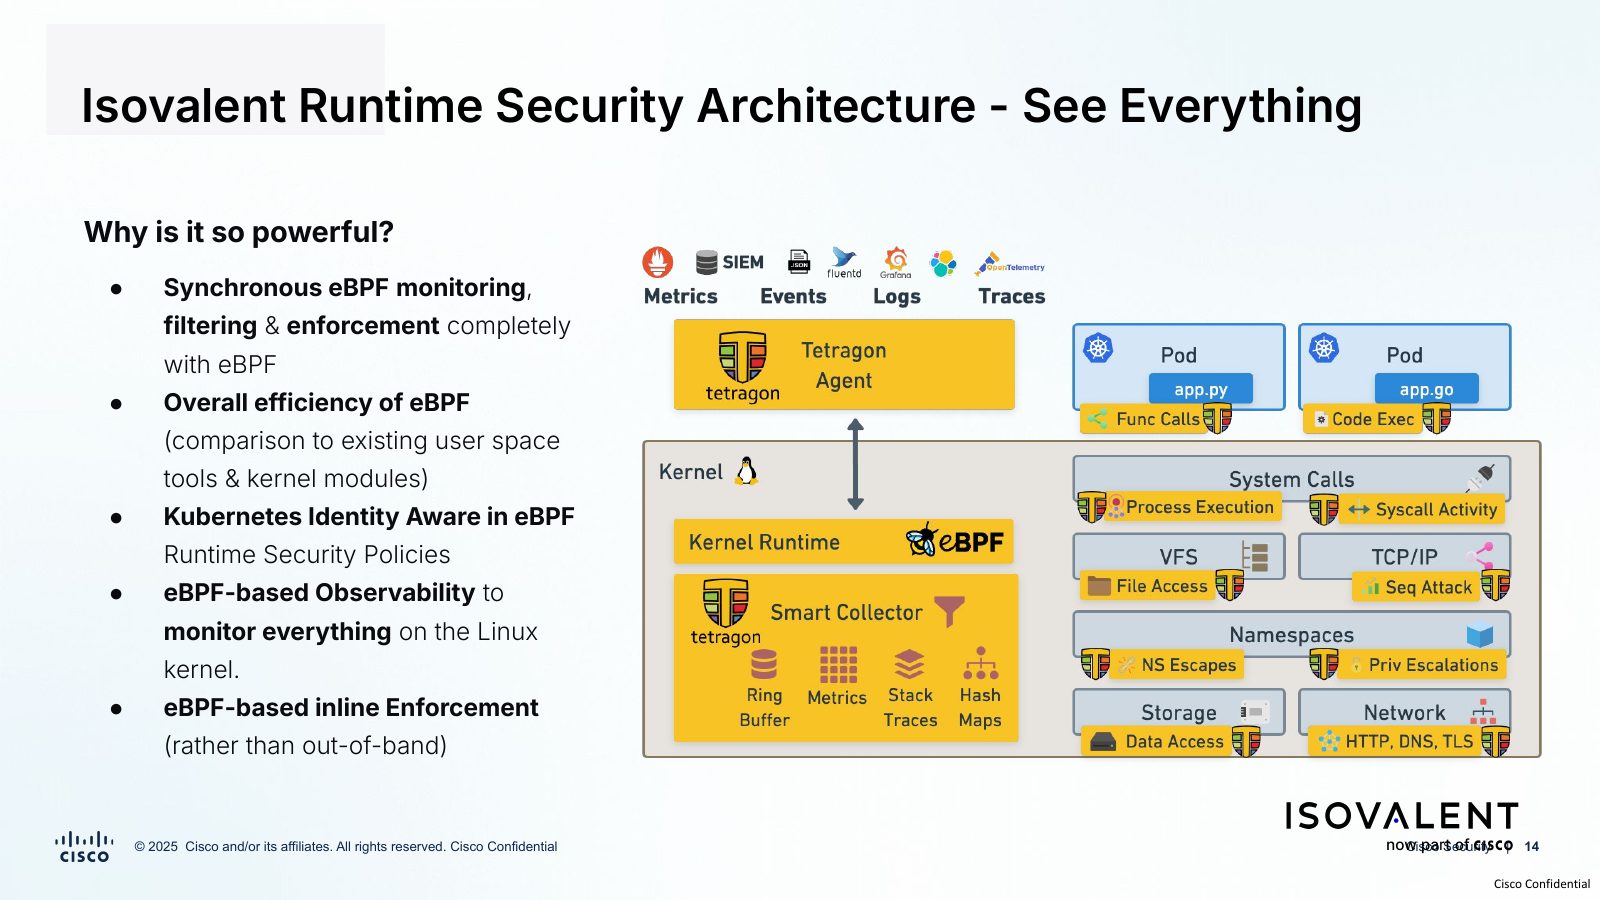 Isovalent Runtime Security Architecture - See Everything
Why is it so powerful?
● Synchronous eBPF monitoring,
filtering & enforcement completely
with eBPF
● Overall efficiency of eBPF
(comparison to existing user space
tools & kernel modules)
● Kubernetes Identity Aware in eBPF
Runtime Security Policies
● eBPF-based Observability to
monitor everything on the Linux
kernel.
● eBPF-based inline Enforcement
(rather than out-of-band)
SIEM
JSON
fluentd
Grafana
OpenTelemetry
Metrics Events Logs Traces
tetragon
Tetragon
Agent
Pod
app.py
Func Calls
Pod
app.go
Code Exec
Kernel
Kernel Runtime
eBPF
tetragon
Smart Collector
Ring
Buffer
Metrics
Stack
Traces
Hash
Maps
System Calls
Process Execution
Syscall Activity
VFS
File Access
TCP/IP
Seq Attack
Namespaces
NS Escapes
Priv Escalations
Storage
Data Access
Network
HTTP, DNS, TLS
ISOVALENT
now part of CISCO
CISCO
© 2025 Cisco and/or its affiliates. All rights reserved. Cisco Confidential
Cisco Security | 14
Cisco Confidential